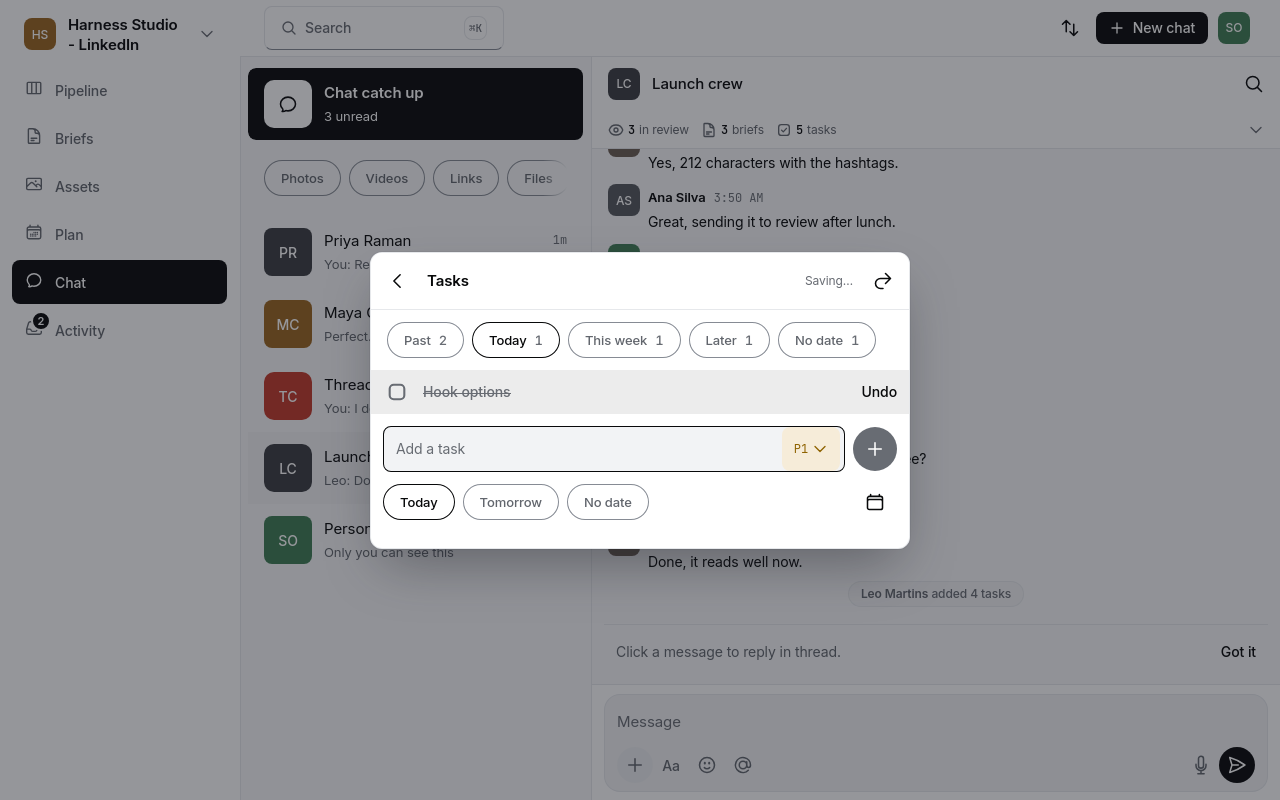 HS
Harness Studio
- LinkedIn
Search
⌘K
New chat
SO
Pipeline
Briefs
Assets
Plan
Chat
2
Activity
Chat catch up
3 unread
Photos
Videos
Links
Files
PR
Priya Raman
1m
You: Re
MC
Maya
Perfect.
TC
Threa
You: I d
LC
Launc
Leo: Do
SO
Person
Only you can see this
LC
Launch crew
3 in review
3 briefs
5 tasks
Yes, 212 characters with the hashtags.
AS
Ana Silva 3:50 AM
Great, sending it to review after lunch.
Done, it reads well now.
Leo Martins added 4 tasks
Click a message to reply in thread.
Got it
Message
Aa
Tasks
Saving...
Past 2
Today 1
This week 1
Later 1
No date 1
Hook options
Undo
Add a task
P1
Today
Tomorrow
No date